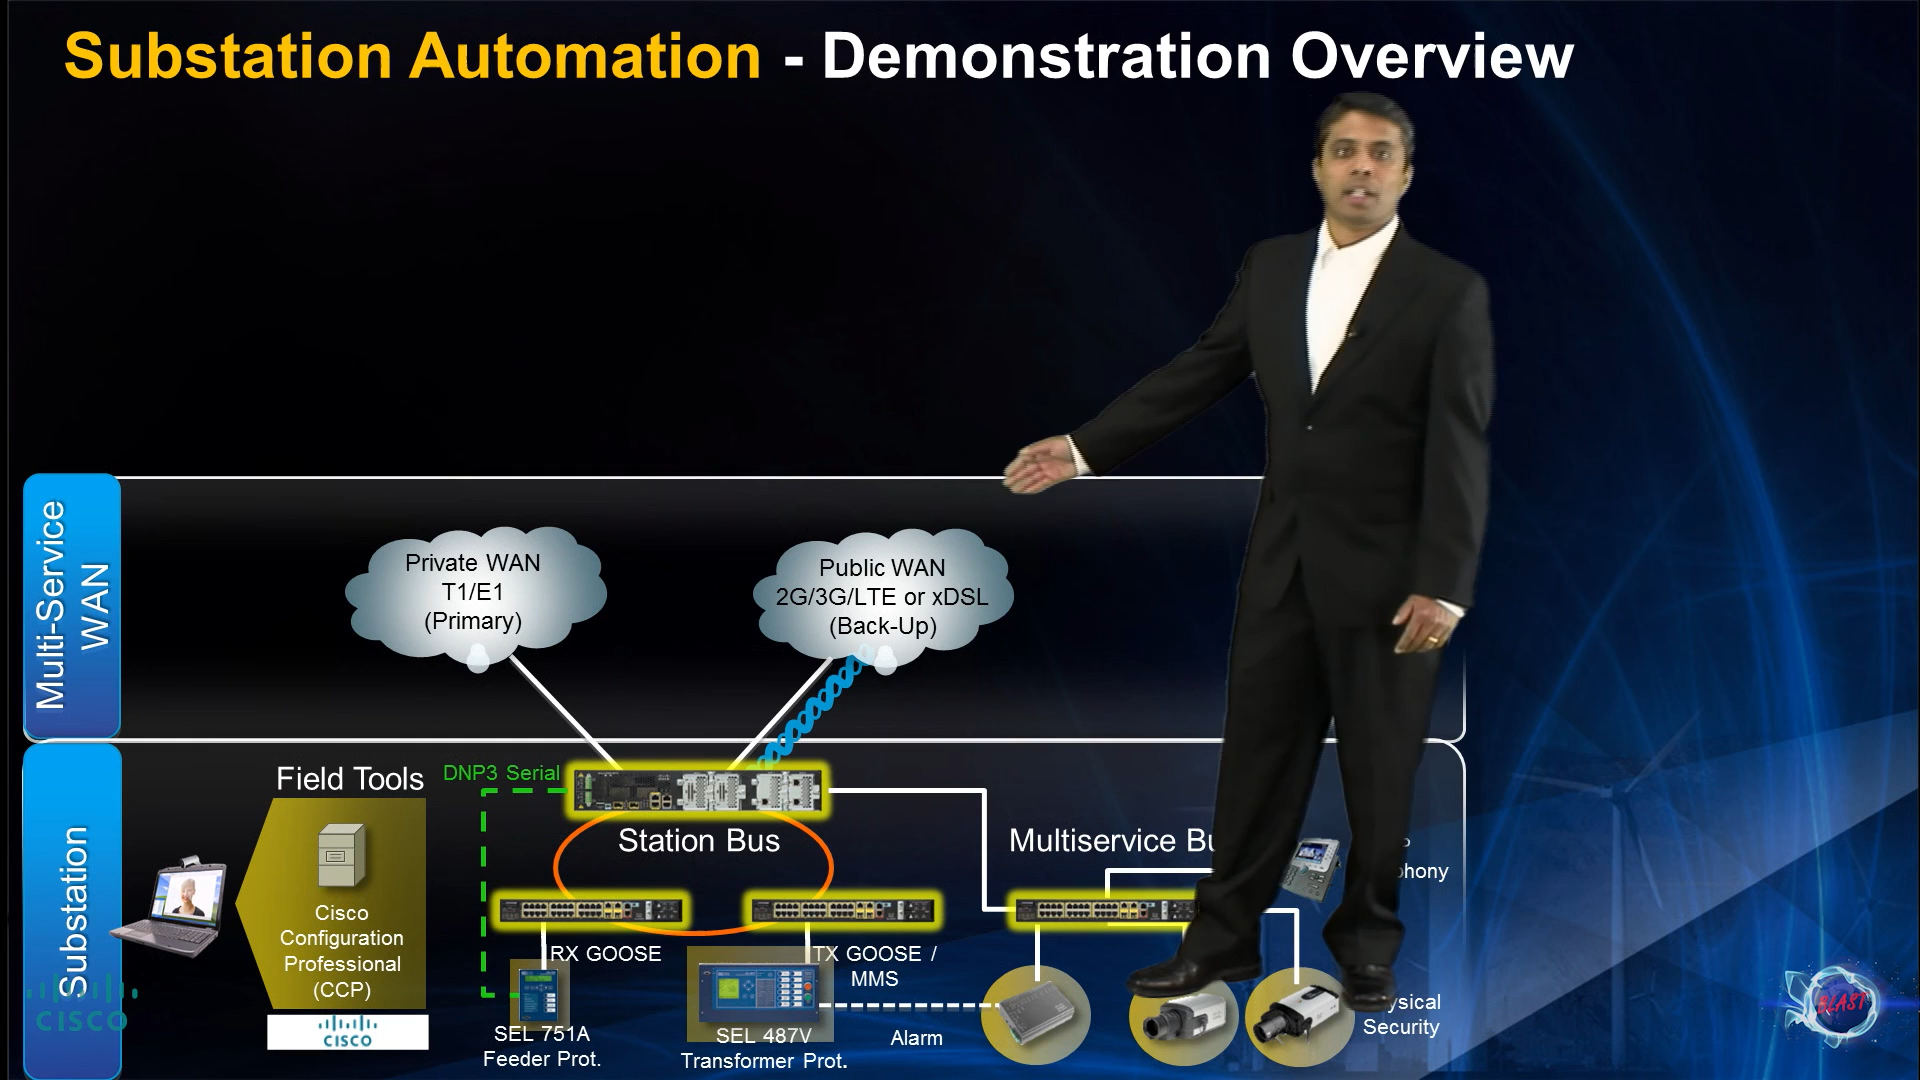 Substation Automation - Demonstration Overview
Multi-Service
WAN
Private WAN
T1/E1
(Primary)
Public WAN
2G/3G/LTE or xDSL
(Back-Up)
Substation
Field Tools
DNP3 Serial
Station Bus
Multiservice
phony
Cisco
Configuration
Professional
(CCP)
CISCO
CISCO
RX GOOSE
TX GOOSE /
MMS
SEL 751A
Feeder Prot.
SEL 487V
Transformer Prot.
Alarm
ysical
Security
BLAST